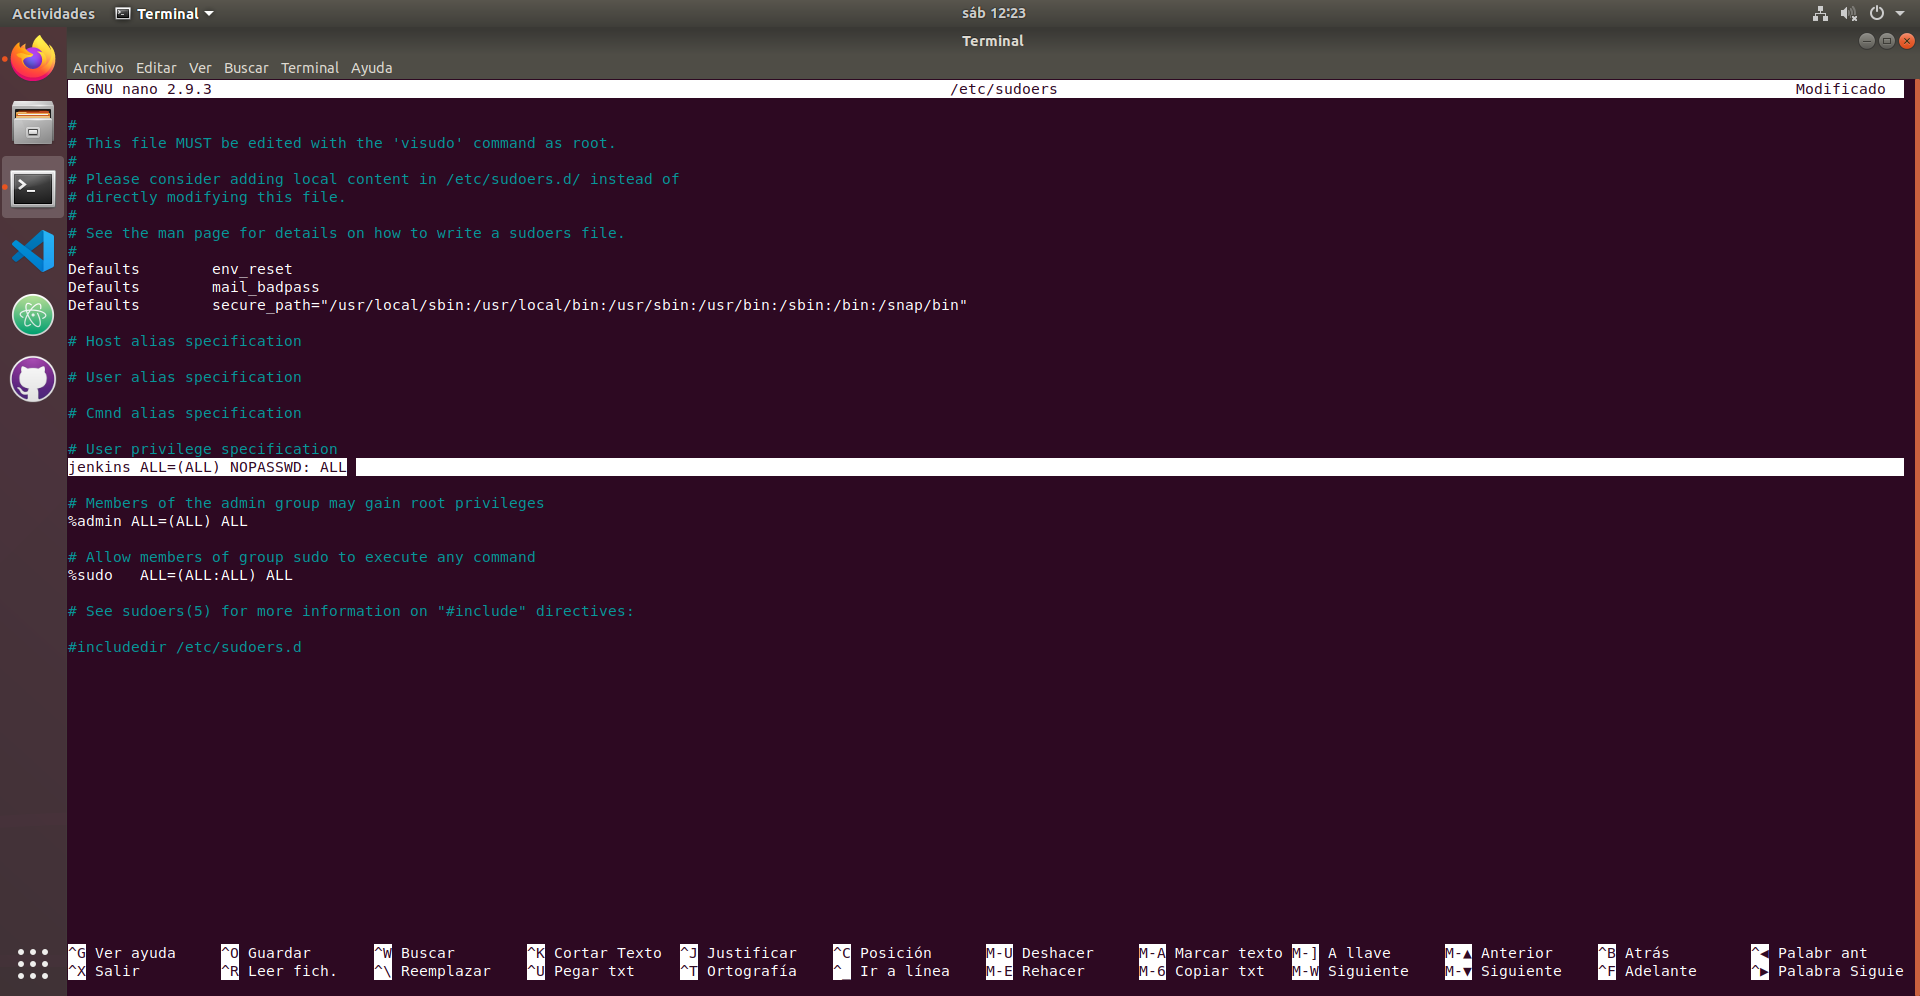 Actividades Terminal sáb 12:23
Terminal
Archivo Editar Ver Buscar Terminal Ayuda
GNU nano 2.9.3 /etc/sudoers Modificado
#
# This file MUST be edited with the 'visudo' command as root.
#
# Please consider adding local content in /etc/sudoers.d/ instead of
# directly modifying this file.
#
# See the man page for details on how to write a sudoers file.
#
Defaults env_reset
Defaults mail_badpass
Defaults secure_path="/usr/local/sbin:/usr/local/bin:/usr/sbin:/usr/bin:/sbin:/bin:/snap/bin"
# Host alias specification
# User alias specification
# Cmnd alias specification
# User privilege specification
jenkins ALL=(ALL) NOPASSWD: ALL
# Members of the admin group may gain root privileges
%admin ALL=(ALL) ALL
# Allow members of group sudo to execute any command
%sudo ALL=(ALL:ALL) ALL
# See sudoers(5) for more information on "#include" directives:
#includedir /etc/sudoers.d
^G Ver ayuda ^O Guardar ^W Buscar ^K Cortar Texto ^J Justificar ^C Posición M-U Deshacer M-A Marcar texto M-] A llave M-▲ Anterior ^B Atrás ^◀ Palabr ant
^X Salir ^R Leer fich. ^\ Reemplazar ^U Pegar txt ^T Ortografía ^_ Ir a línea M-E Rehacer M-6 Copiar txt M-W Siguiente M-▼ Siguiente ^F Adelante ^▶ Palabra Siguie